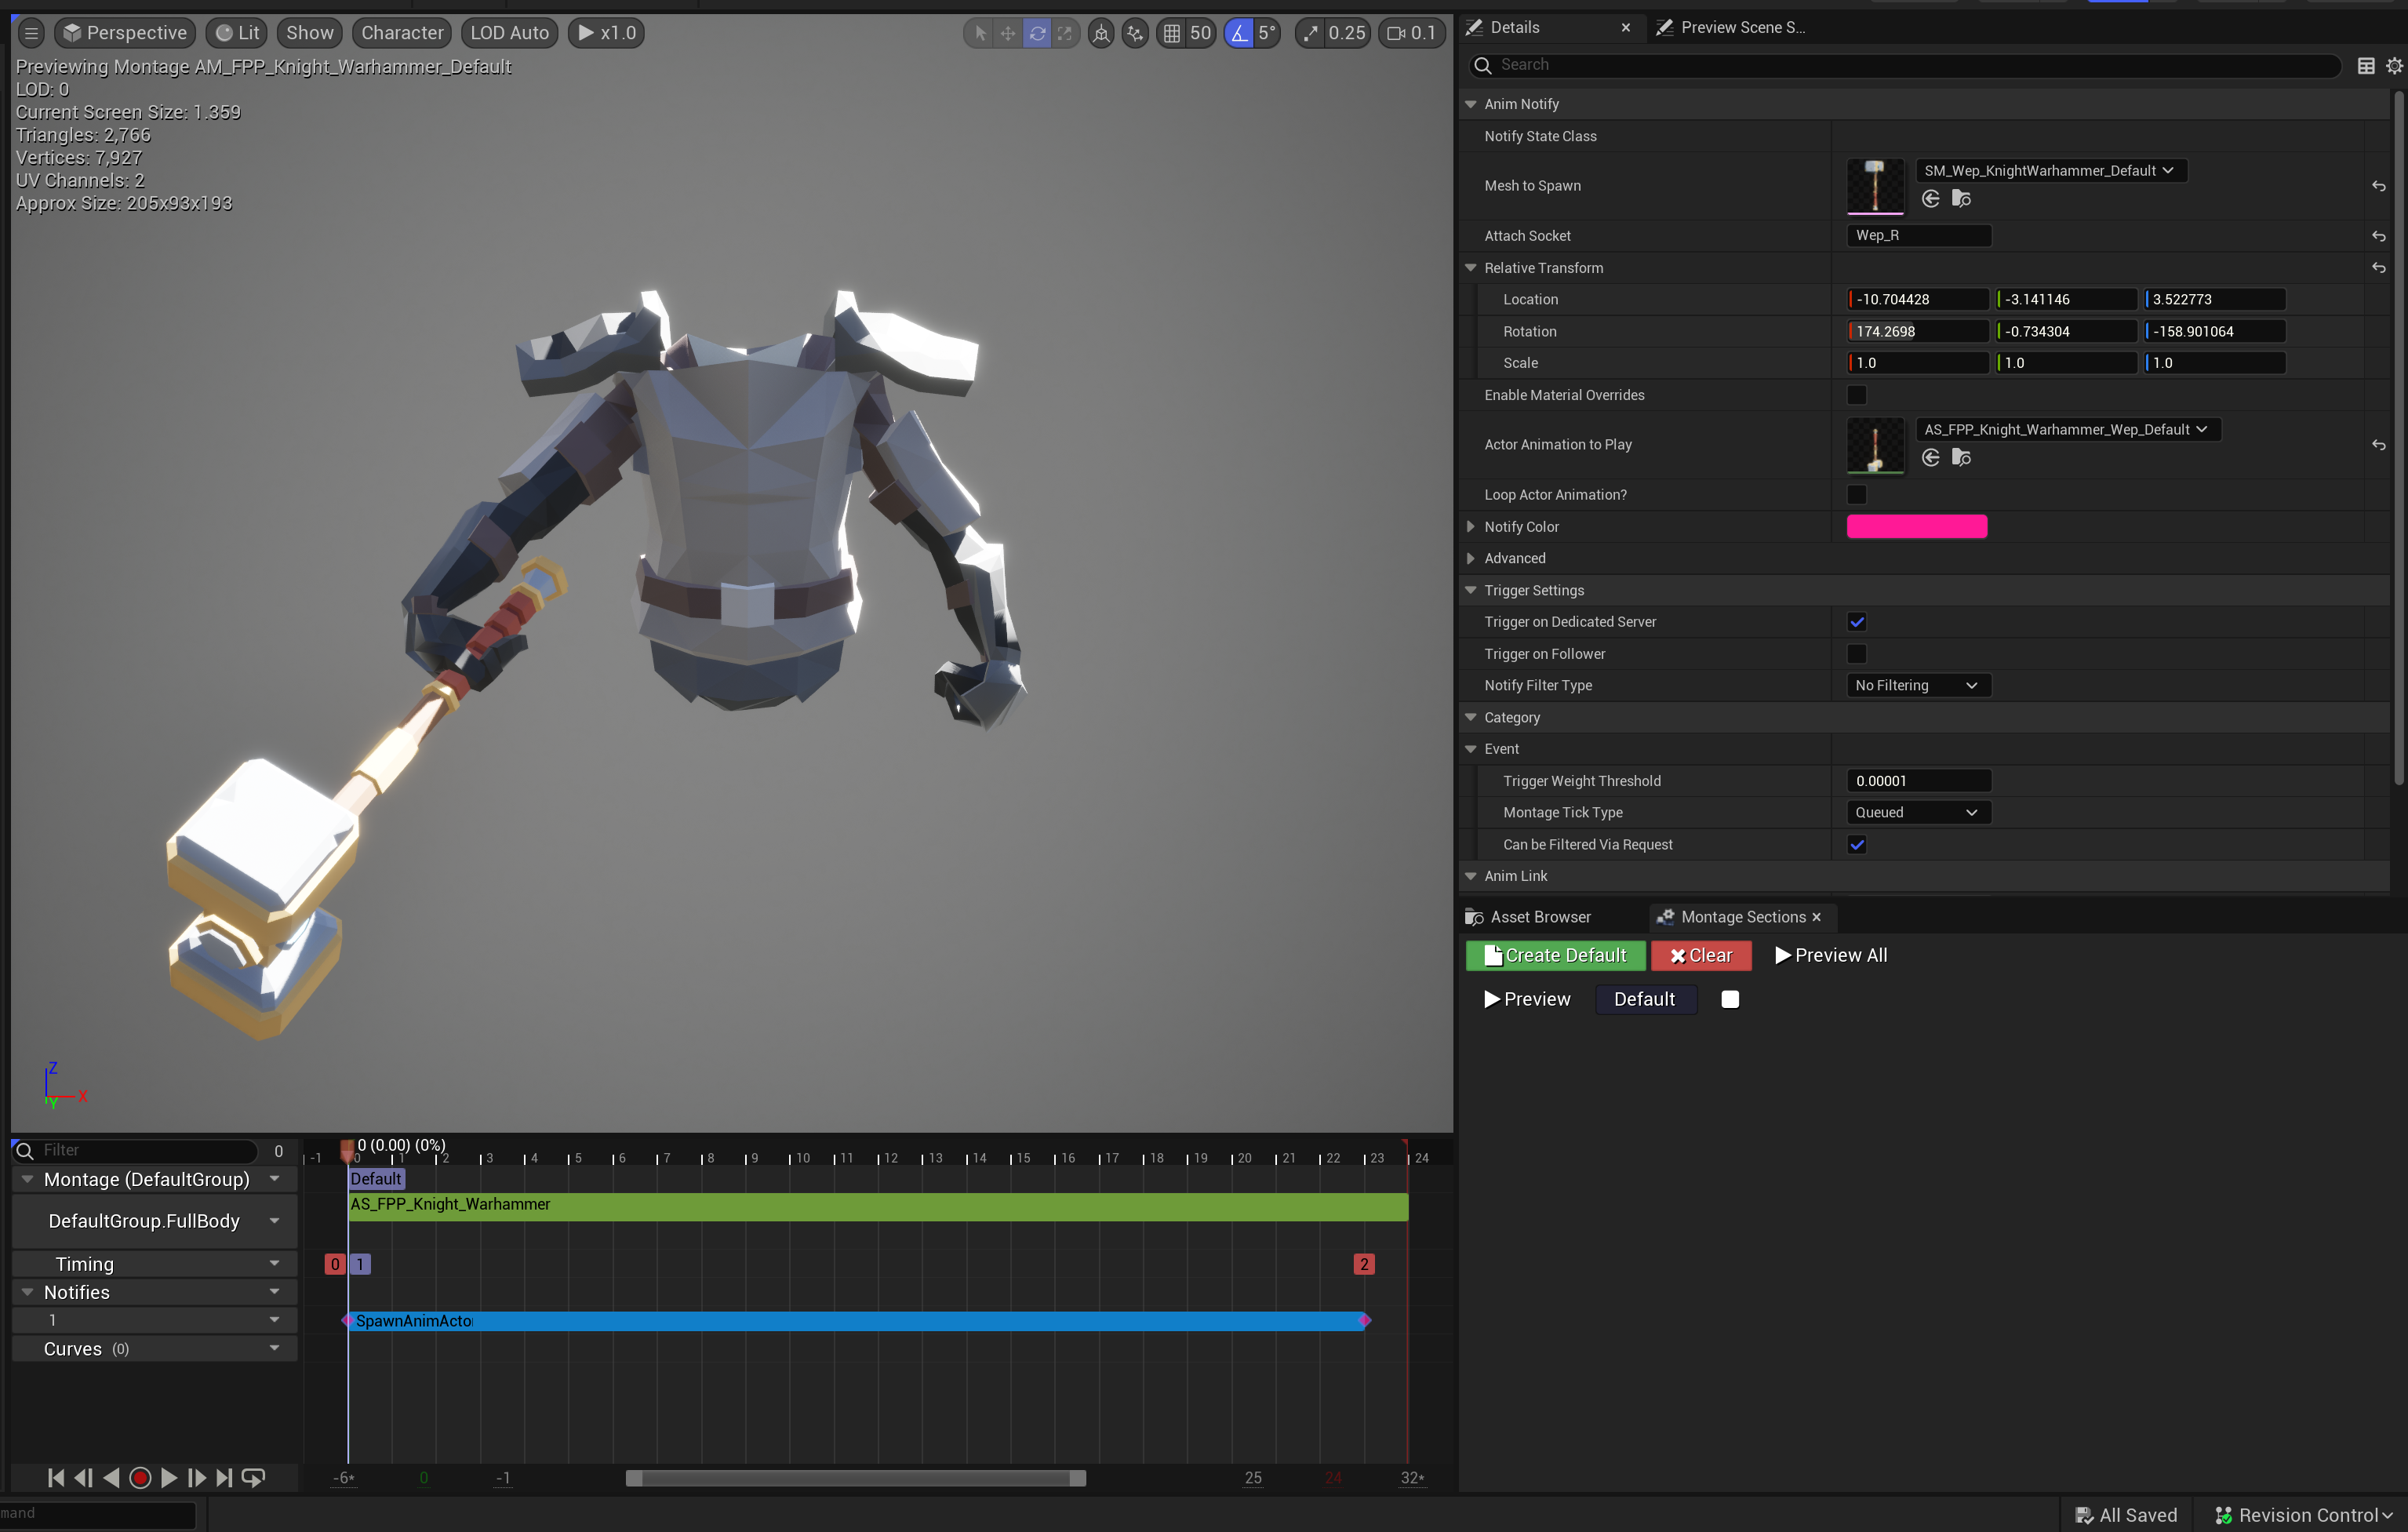 Perspective Lit Show Character LOD Auto x1.0 50 5° 0.25 0.1
Previewing Montage AM_FPP_Knight_Warhammer_Default
LOD: 0
Current Screen Size: 1.359
Triangles: 2,766
Vertices: 7,927
UV Channels: 2
Approx Size: 205x93x193
Z
X
Y
Details Preview Scene S...
Search
Anim Notify
Notify State Class
Mesh to Spawn SM_Wep_KnightWarhammer_Default
Attach Socket Wep_R
Relative Transform
Location -10.704428 -3.141146 3.522773
Rotation 174.2698 -0.734304 -158.901064
Scale 1.0 1.0 1.0
Enable Material Overrides
Actor Animation to Play AS_FPP_Knight_Warhammer_Wep_Default
Loop Actor Animation?
Notify Color
Advanced
Trigger Settings
Trigger on Dedicated Server
Trigger on Follower
Notify Filter Type No Filtering
Category
Event
Trigger Weight Threshold 0.00001
Montage Tick Type Queued
Can be Filtered Via Request
Anim Link
Asset Browser Montage Sections
Create Default Clear Preview All
Preview Default
Filter 0
0 (0.00) (0%)
-1 0 1 2 3 4 5 6 7 8 9 10 11 12 13 14 15 16 17 18 19 20 21 22 23 24
Montage (DefaultGroup) Default
AS_FPP_Knight_Warhammer
DefaultGroup.FullBody
Timing 0 1 2
Notifies
1 SpawnAnimActo
Curves (0)
-6* 0 -1 25 24 32*
mand
All Saved Revision Control